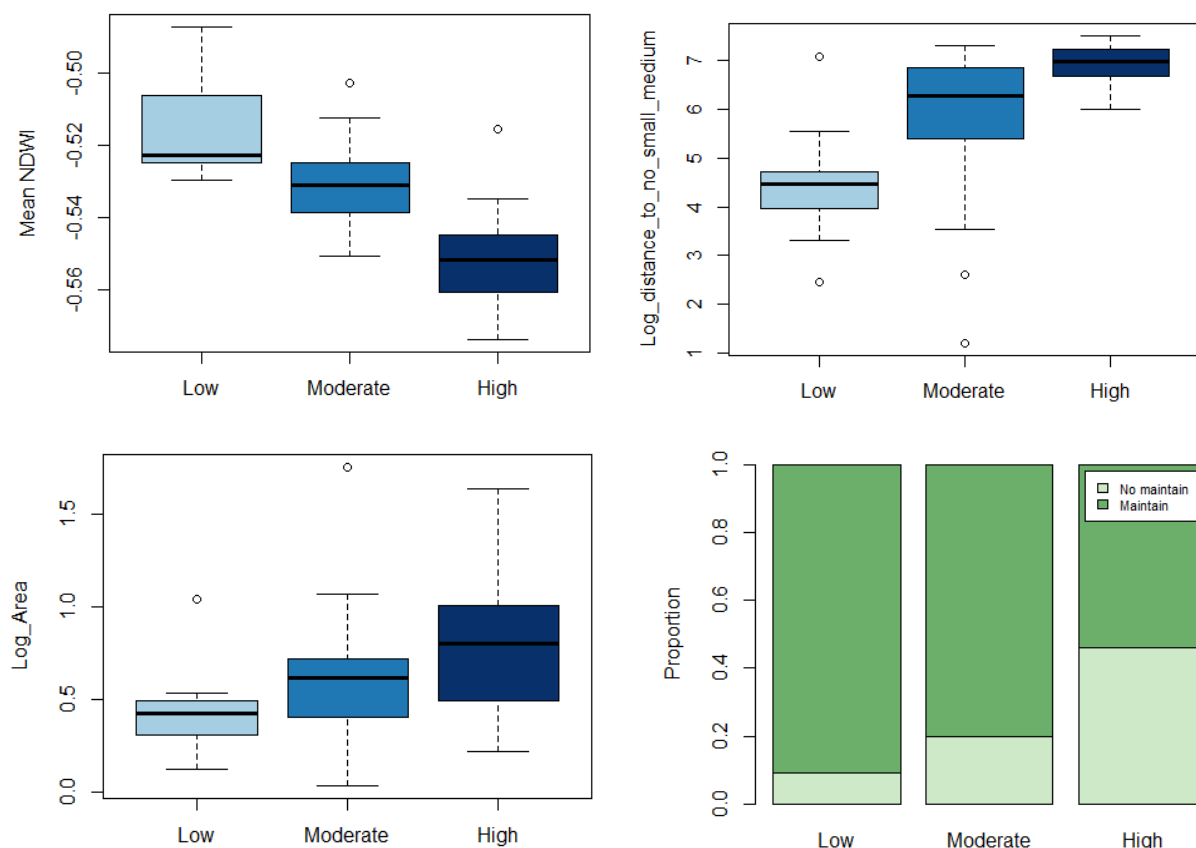 Mean NDWI
-0.50
-0.52
-0.54
-0.56
Low Moderate High
Log_distance_to_no_small_medium
7
6
5
4
3
2
1
Low Moderate High
Log_Area
1.5
1.0
0.5
0.0
Low Moderate High
Proportion
1.0
0.8
0.6
0.4
0.2
0.0
No maintain
Maintain
Low Moderate High